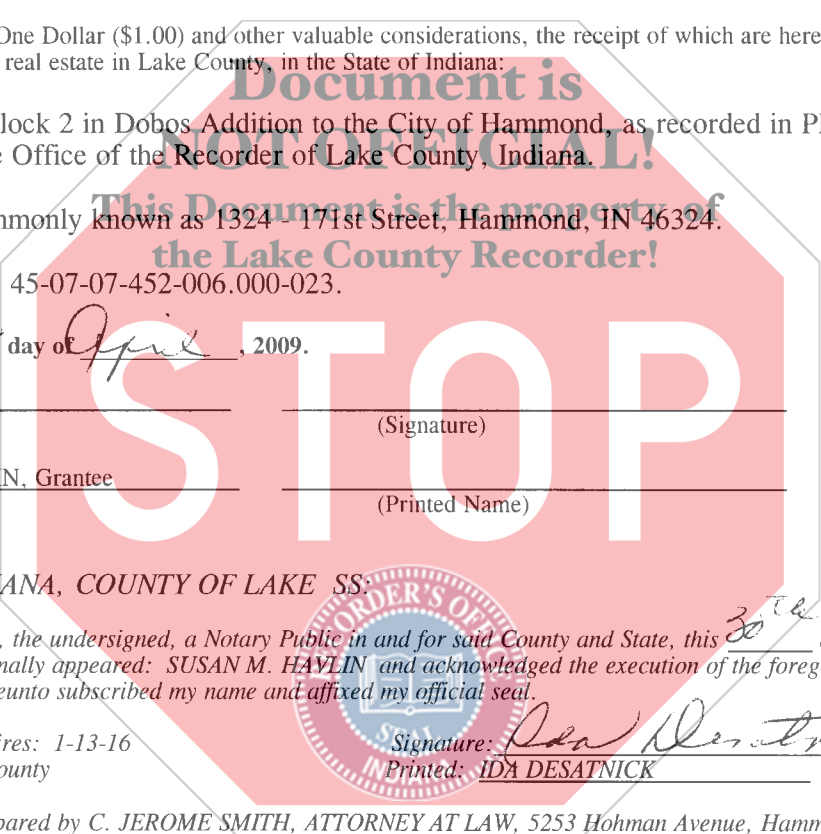 One Dollar ($1.00) and other valuable considerations, the receipt of which are here
real estate in Lake County, in the State of Indiana:
Document is
lock 2 in Dobos Addition to the City of Hammond, as recorded in Pl
NOT OFFICIAL!
e Office of the Recorder of Lake County, Indiana.
This Document is the property of
mmonly known as 1324 - 171st Street, Hammond, IN 46324.
the Lake County Recorder!
45-07-07-452-006.000-023.
day of April, 2009.
STOP
(Signature)
IN, Grantee
(Printed Name)
IANA, COUNTY OF LAKE SS:
RECORDER'S OFFICE
, the undersigned, a Notary Public in and for said County and State, this 30th
nally appeared: SUSAN M. HAVLIN and acknowledged the execution of the foreg
eunto subscribed my name and affixed my official seal.
SEAL
ires: 1-13-16 Signature: Ida Desatn
ounty Printed: IDA DESATNICK
INDIANA
pared by C. JEROME SMITH, ATTORNEY AT LAW, 5253 Hohman Avenue, Hamm